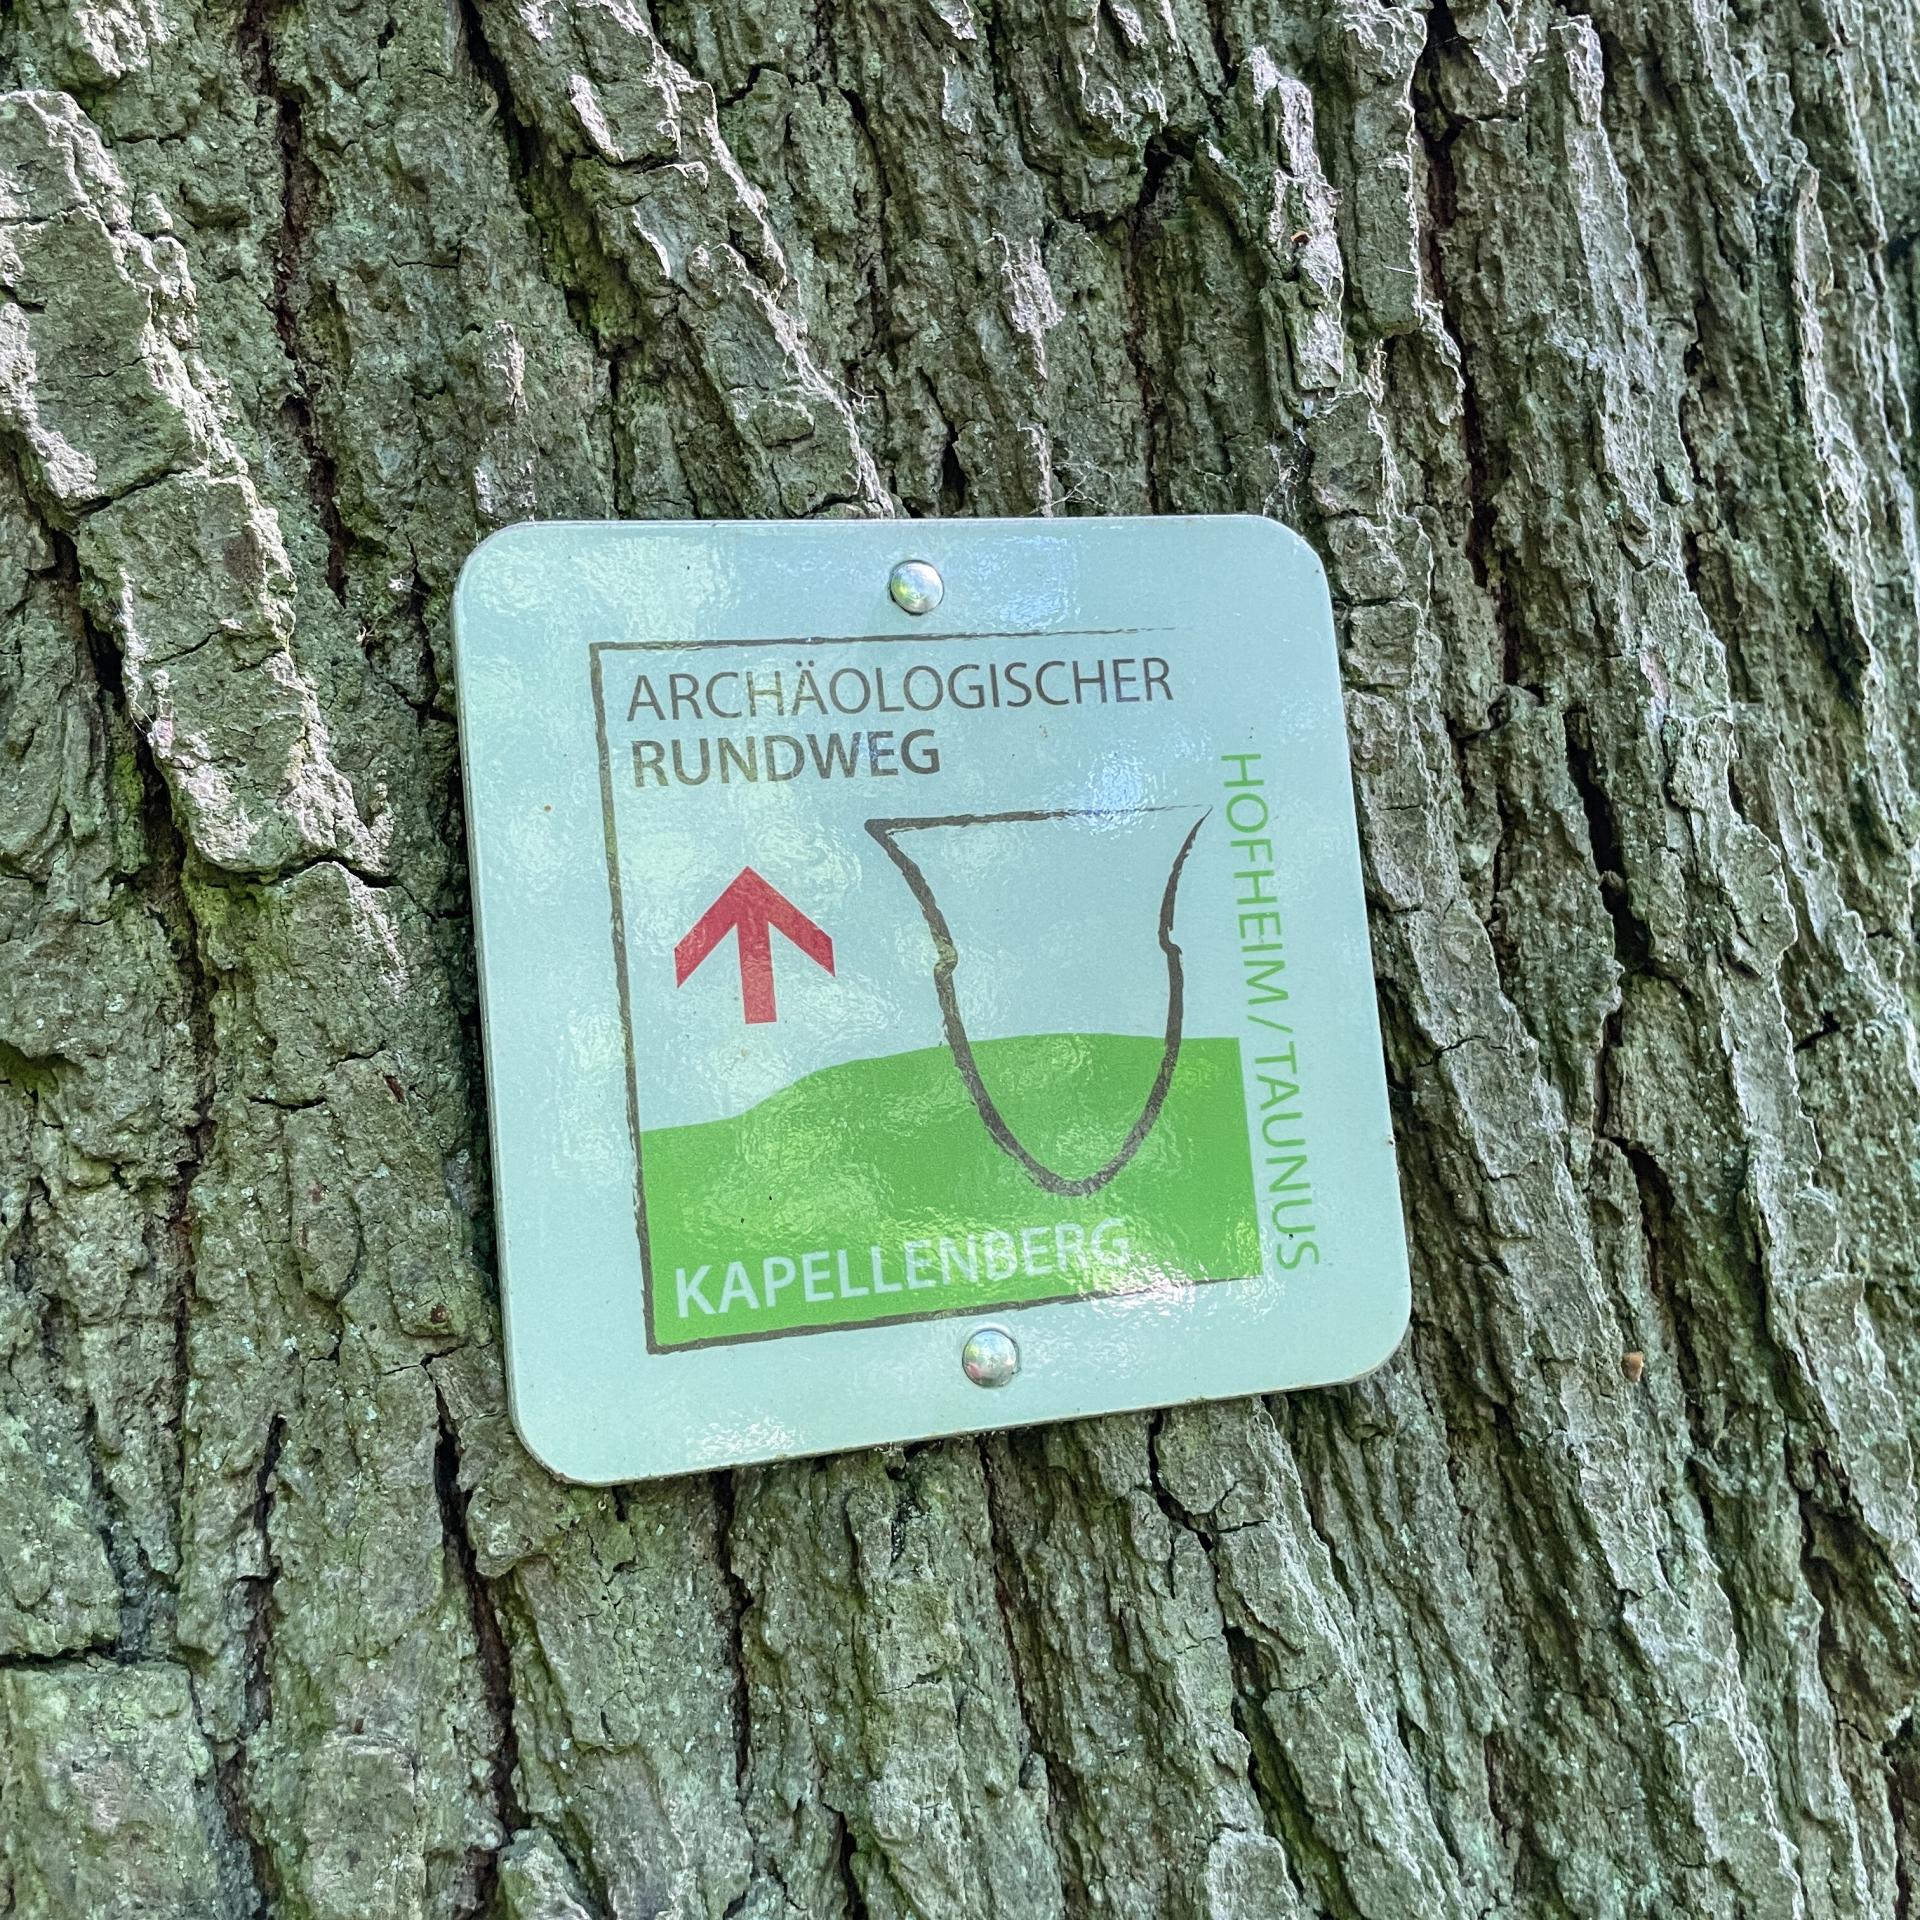 ARCHÄOLOGISCHER
RUNDWEG
HOFHEIM / TAUNUS
KAPELLENBERG